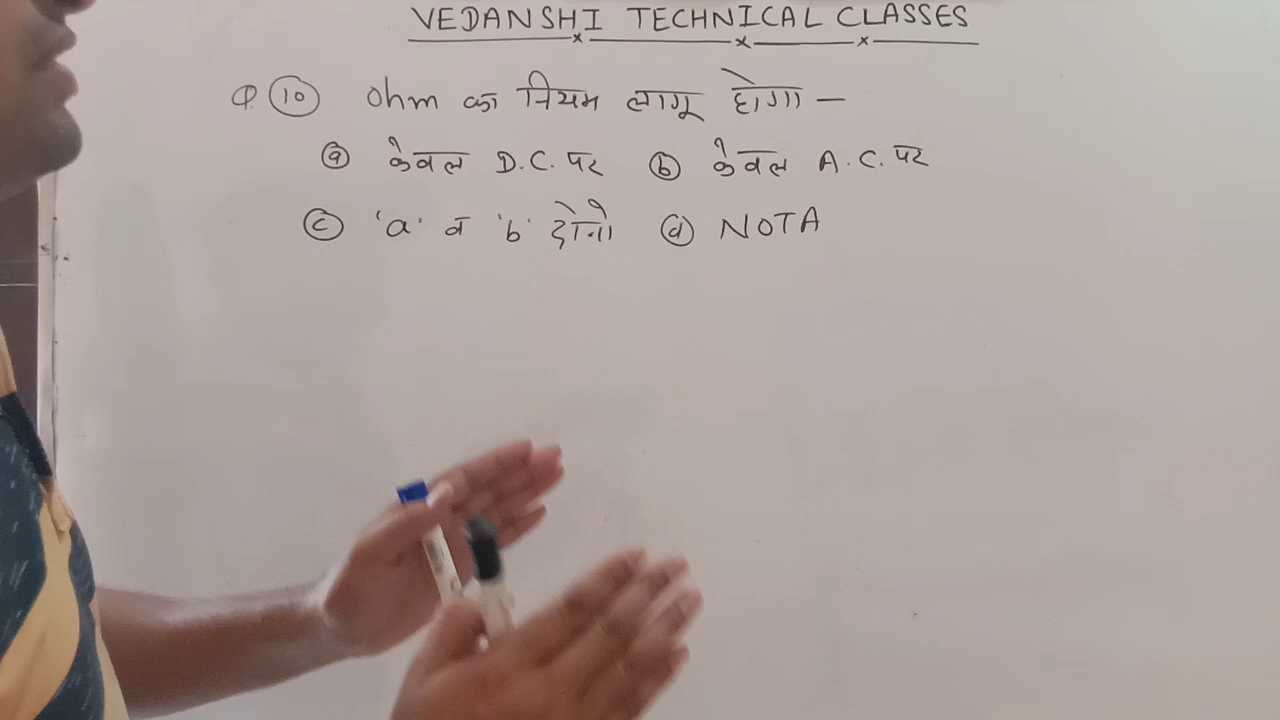 VEDANSHI TECHNICAL CLASSES
Q. 10 ohm का नियम लागू होगा —
a केवल D.C. पर b केवल A.C. पर
c 'a' व 'b' दोनो d NOTA